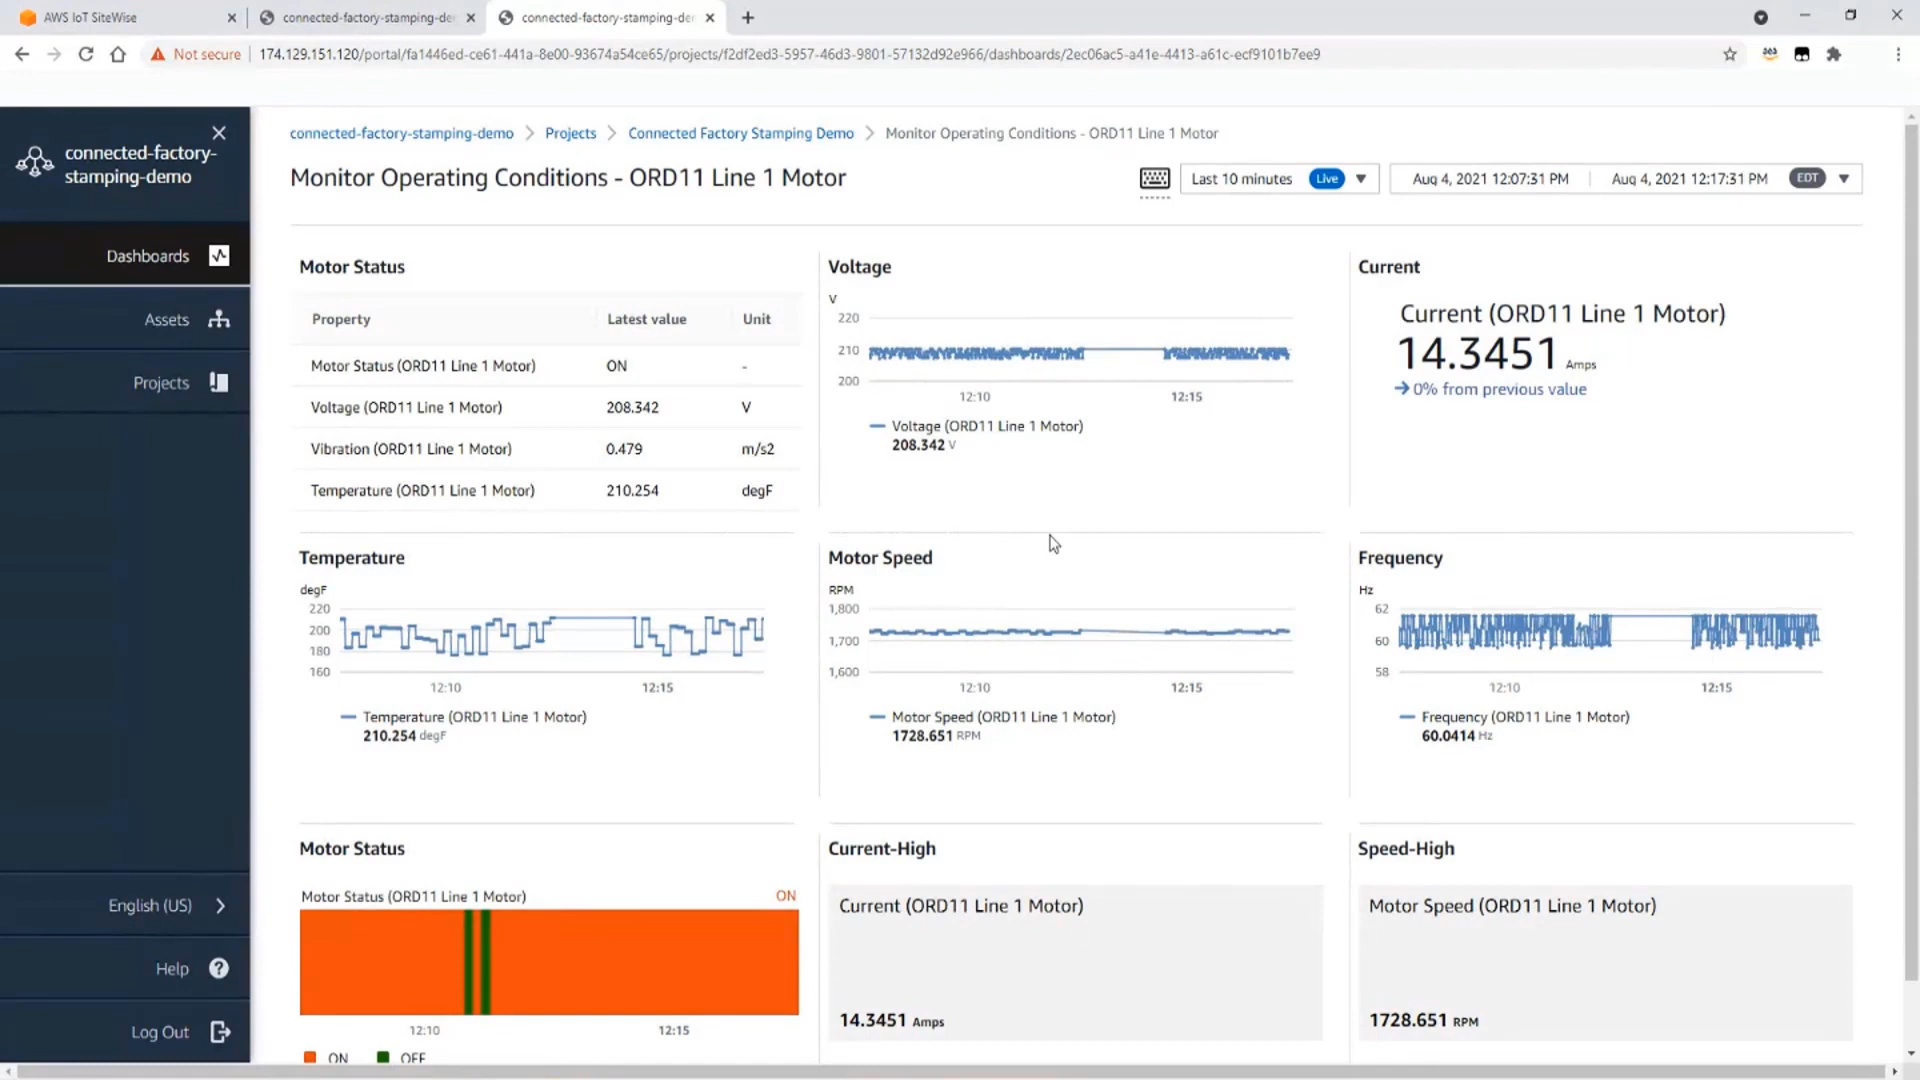 AWS IoT SiteWise
connected-factory-stamping-de
connected-factory-stamping-de
Not secure
174.129.151.120/portal/fa1446ed-ce61-441a-8e00-93674a54ce65/projects/f2df2ed3-5957-46d3-9801-57132d92e966/dashboards/2ec06ac5-a41e-4413-a61c-ecf9101b7ee9
connected-factory-
stamping-demo
Dashboards
Assets
Projects
English (US)
Help
Log Out
connected-factory-stamping-demo
Projects
Connected Factory Stamping Demo
Monitor Operating Conditions - ORD11 Line 1 Motor
Monitor Operating Conditions - ORD11 Line 1 Motor
Last 10 minutes Live
Aug 4, 2021 12:07:31 PM
Aug 4, 2021 12:17:31 PM EDT
Motor Status
Property Latest value Unit
Motor Status (ORD11 Line 1 Motor) ON -
Voltage (ORD11 Line 1 Motor) 208.342 V
Vibration (ORD11 Line 1 Motor) 0.479 m/s2
Temperature (ORD11 Line 1 Motor) 210.254 degF
Voltage
V
220
210
200
12:10 12:15
Voltage (ORD11 Line 1 Motor)
208.342 V
Current
Current (ORD11 Line 1 Motor)
14.3451 Amps
0% from previous value
Temperature
degF
220
200
180
160
12:10 12:15
Temperature (ORD11 Line 1 Motor)
210.254 degF
Motor Speed
RPM
1,800
1,700
1,600
12:10 12:15
Motor Speed (ORD11 Line 1 Motor)
1728.651 RPM
Frequency
Hz
62
60
58
12:10 12:15
Frequency (ORD11 Line 1 Motor)
60.0414 Hz
Motor Status
Motor Status (ORD11 Line 1 Motor) ON
12:10 12:15
ON OFF
Current-High
Current (ORD11 Line 1 Motor)
14.3451 Amps
Speed-High
Motor Speed (ORD11 Line 1 Motor)
1728.651 RPM